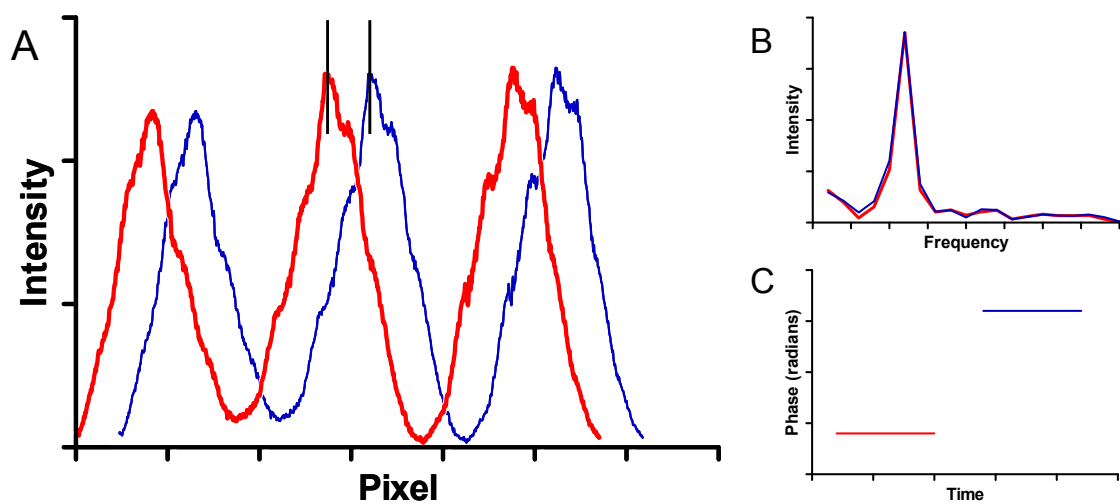 A
Intensity
Pixel
B
Intensity
Frequency
C
Phase (radians)
Time